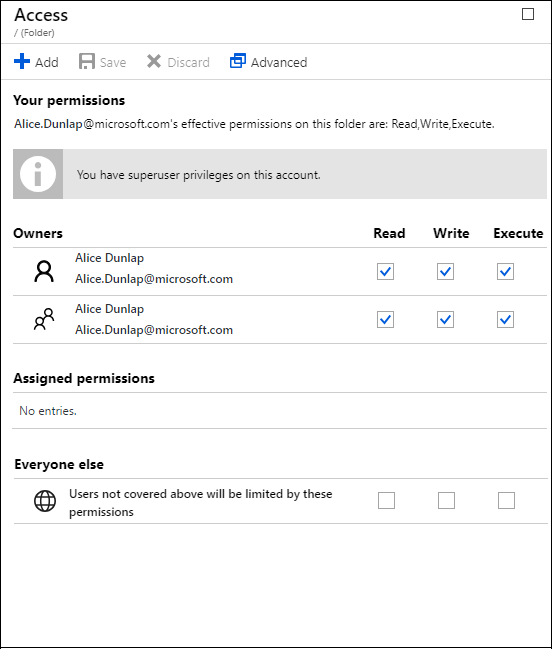 Access
/ (Folder)
Add Save Discard Advanced
Your permissions
Alice.Dunlap@microsoft.com's effective permissions on this folder are: Read,Write,Execute.
You have superuser privileges on this account.
Owners Read Write Execute
Alice Dunlap
Alice.Dunlap@microsoft.com
Alice Dunlap
Alice.Dunlap@microsoft.com
Assigned permissions
No entries.
Everyone else
Users not covered above will be limited by these
permissions